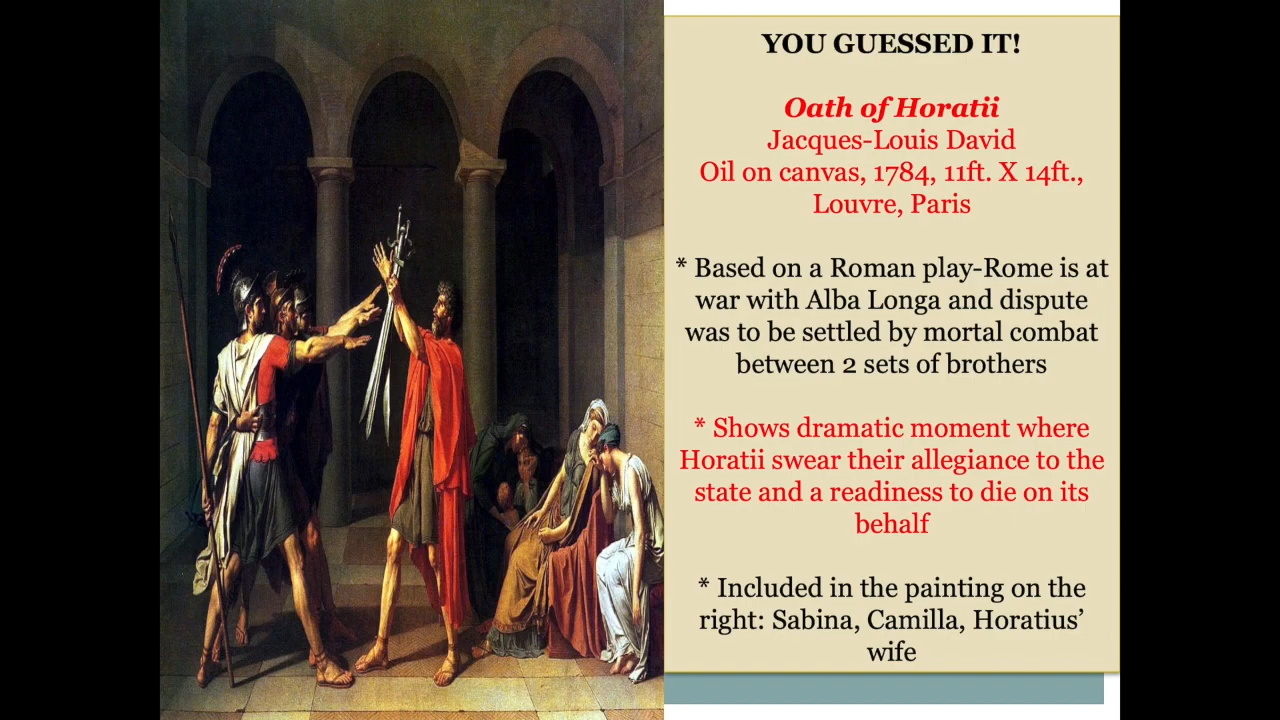 YOU GUESSED IT!
Oath of Horatii
Jacques-Louis David
Oil on canvas, 1784, 11ft. X 14ft.,
Louvre, Paris
* Based on a Roman play-Rome is at
war with Alba Longa and dispute
was to be settled by mortal combat
between 2 sets of brothers
* Shows dramatic moment where
Horatii swear their allegiance to the
state and a readiness to die on its
behalf
* Included in the painting on the
right: Sabina, Camilla, Horatius’
wife